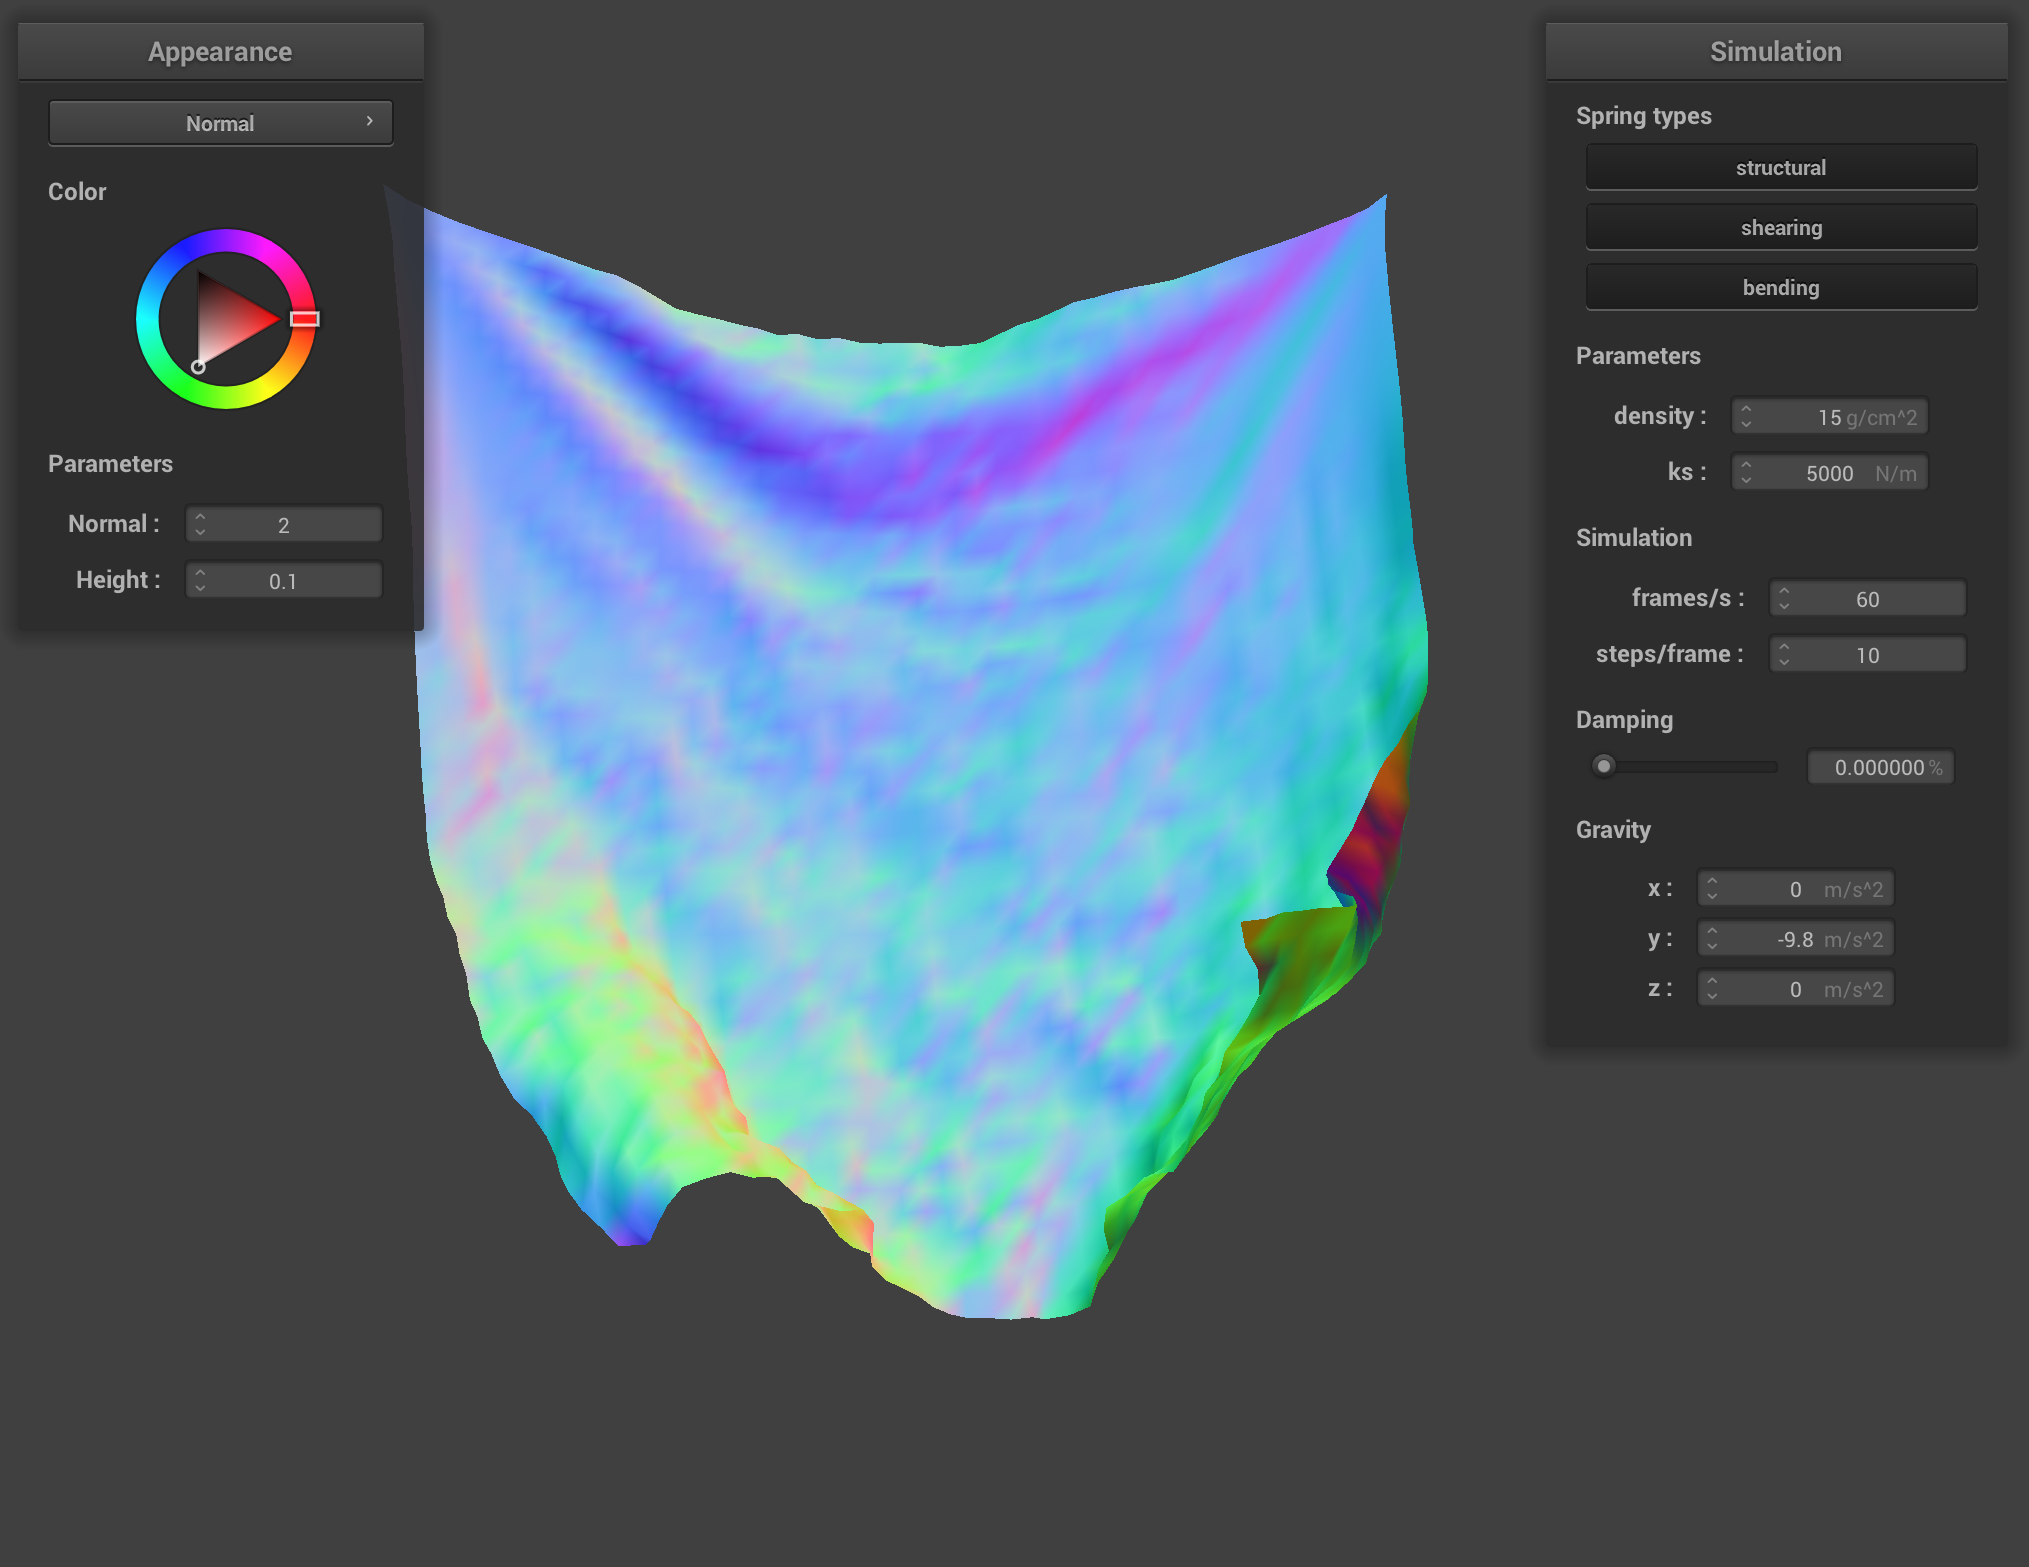 Appearance
Normal
Color
Parameters
Normal : 2
Height : 0.1
Simulation
Spring types
structural
shearing
bending
Parameters
density : 15 g/cm^2
ks : 5000 N/m
Simulation
frames/s : 60
steps/frame : 10
Damping
0.000000 %
Gravity
x : 0 m/s^2
y : -9.8 m/s^2
z : 0 m/s^2